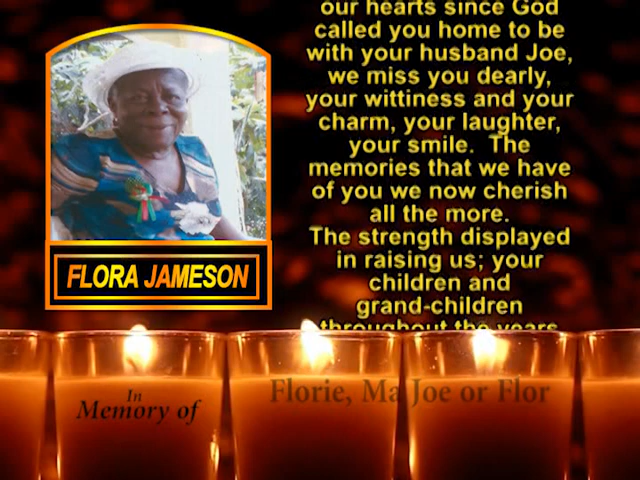 our hearts since God
called you home to be
with your husband Joe,
we miss you dearly,
your wittiness and your
charm, your laughter,
your smile.  The
memories that we have
of you we now cherish
all the more.
The strength displayed
in raising us; your
children and
grand-children
throughout the years
FLORA JAMESON
In
Memory of
Florie, Ma Joe or Flor